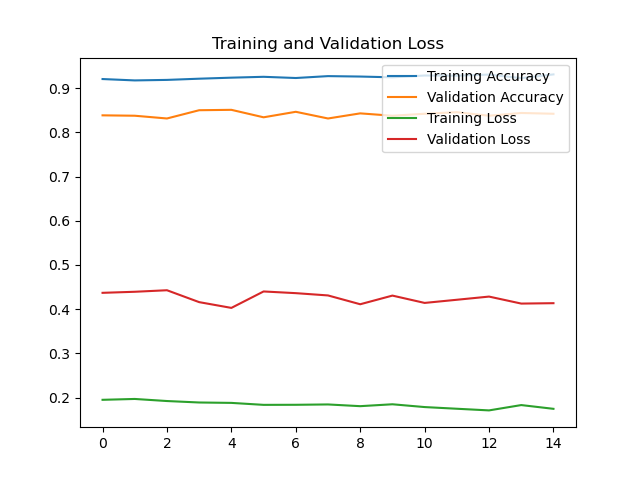 Training and Validation Loss
Training Accuracy
Validation Accuracy
Training Loss
Validation Loss
0.9
0.8
0.7
0.6
0.5
0.4
0.3
0.2
0 2 4 6 8 10 12 14